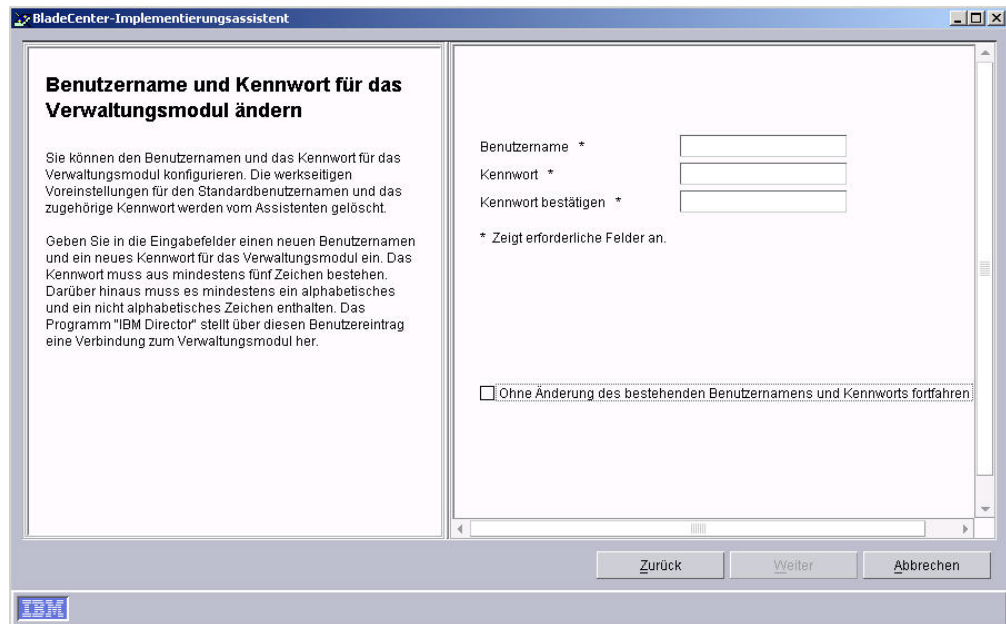 BladeCenter-Implementierungsassistent
Benutzername und Kennwort für das
Verwaltungsmodul ändern
Sie können den Benutzernamen und das Kennwort für das
Verwaltungsmodul konfigurieren. Die werkseitigen
Voreinstellungen für den Standardbenutzernamen und das
zugehörige Kennwort werden vom Assistenten gelöscht.
Geben Sie in die Eingabefelder einen neuen Benutzernamen
und ein neues Kennwort für das Verwaltungsmodul ein. Das
Kennwort muss aus mindestens fünf Zeichen bestehen.
Darüber hinaus muss es mindestens ein alphabetisches
und ein nicht alphabetisches Zeichen enthalten. Das
Programm "IBM Director" stellt über diesen Benutzereintrag
eine Verbindung zum Verwaltungsmodul her.
Benutzername *
Kennwort *
Kennwort bestätigen *
* Zeigt erforderliche Felder an.
Ohne Änderung des bestehenden Benutzernamens und Kennworts fortfahren
Zurück
Weiter
Abbrechen
IBM